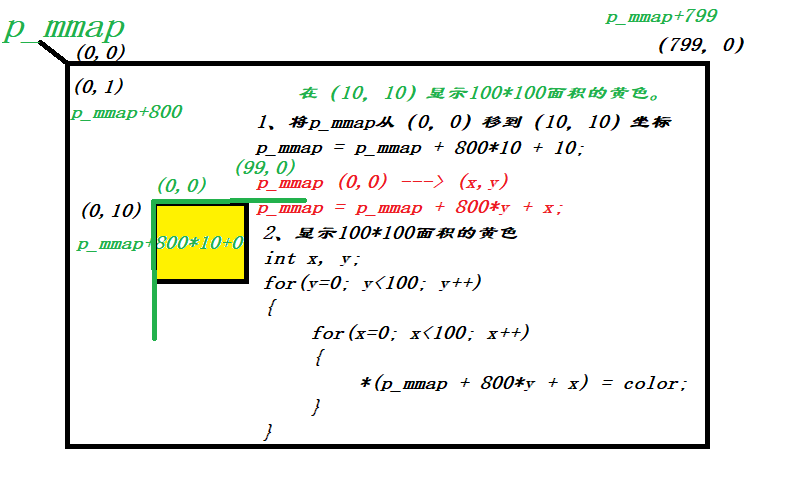 p_mmap
p_mmap+799
(0,0)
(799, 0)
(0,1)
p_mmap+800
在 (10, 10) 显示100*100面积的黄色。
1、将p_mmap从 (0, 0) 移到 (10, 10) 坐标
p_mmap = p_mmap + 800*10 + 10;
(99,0)
(0,0)
p_mmap (0,0) ---> (x,y)
(0,10)
p_mmap = p_mmap + 800*y + x;
2、显示100*100面积的黄色
p_mmap+800*10+0
int x, y;
for(y=0; y<100; y++)
{
for(x=0; x<100; x++)
{
*(p_mmap + 800*y + x) = color;
}
}